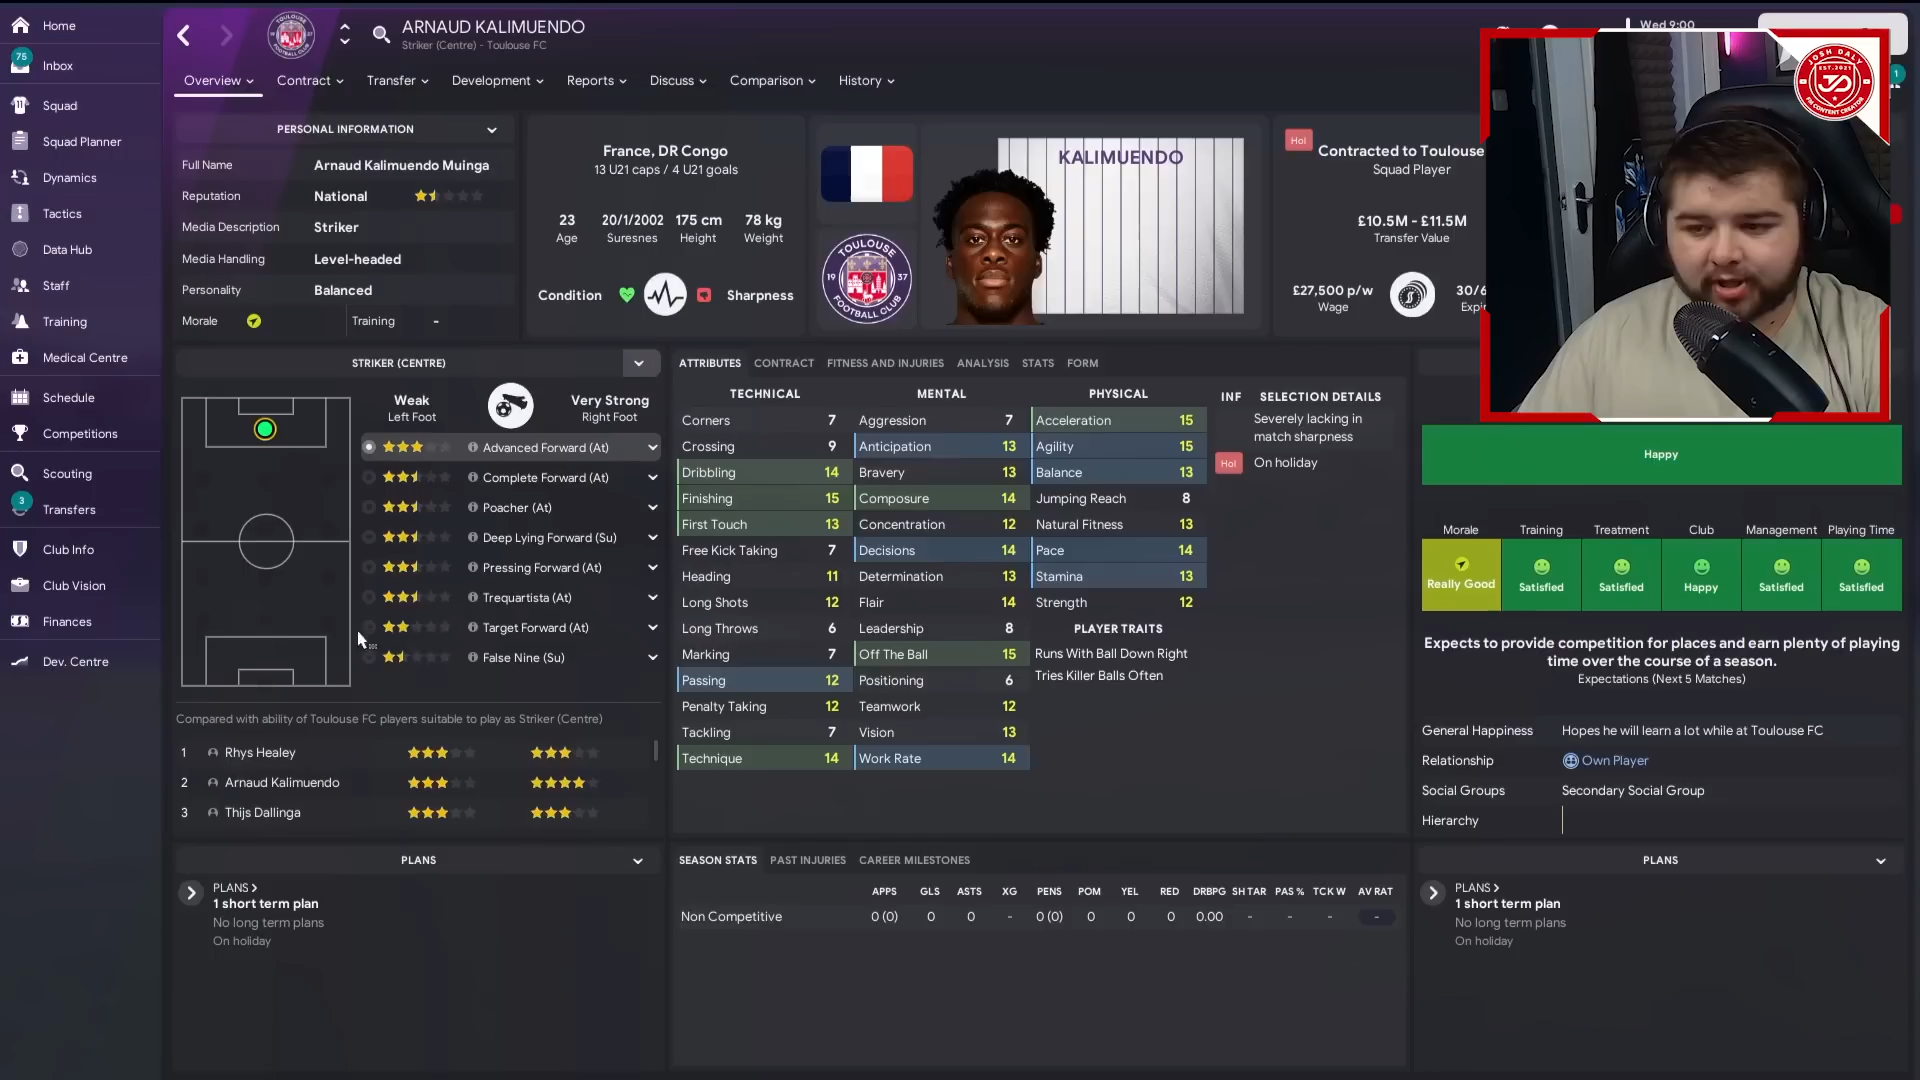 Home
75
Inbox
Squad
Squad Planner
Dynamics
Tactics
Data Hub
Staff
Training
Medical Centre
Schedule
Competitions
Scouting
3
Transfers
Club Info
Club Vision
Finances
Dev. Centre
ARNAUD KALIMUENDO
Striker (Centre) - Toulouse FC
Wed 9:00
1
JOSH DALY
EST.2021
JD
FM CONTENT CREATOR
Overview Contract Transfer Development Reports Discuss Comparison History
PERSONAL INFORMATION
Full Name Arnaud Kalimuendo Muinga
Reputation National
Media Description Striker
Media Handling Level-headed
Personality Balanced
Morale Training -
France, DR Congo
13 U21 caps / 4 U21 goals
23 20/1/2002 175 cm 78 kg
Age Suresnes Height Weight
Condition Sharpness
TOULOUSE
19 37
FOOTBALL CLUB
KALIMUENDO
Hol
Contracted to Toulouse
Squad Player
£10.5M - £11.5M
Transfer Value
£27,500 p/w 30/6
Wage Expi
STRIKER (CENTRE)
Weak Very Strong
Left Foot Right Foot
Advanced Forward (At)
Complete Forward (At)
Poacher (At)
Deep Lying Forward (Su)
Pressing Forward (At)
Trequartista (At)
Target Forward (At)
False Nine (Su)
Compared with ability of Toulouse FC players suitable to play as Striker (Centre)
1 Rhys Healey
2 Arnaud Kalimuendo
3 Thijs Dallinga
ATTRIBUTES CONTRACT FITNESS AND INJURIES ANALYSIS STATS FORM
TECHNICAL MENTAL PHYSICAL
Corners 7 Aggression 7 Acceleration 15
Crossing 9 Anticipation 13 Agility 15
Dribbling 14 Bravery 13 Balance 13
Finishing 15 Composure 14 Jumping Reach 8
First Touch 13 Concentration 12 Natural Fitness 13
Free Kick Taking 7 Decisions 14 Pace 14
Heading 11 Determination 13 Stamina 13
Long Shots 12 Flair 14 Strength 12
Long Throws 6 Leadership 8 PLAYER TRAITS
Marking 7 Off The Ball 15 Runs With Ball Down Right
Passing 12 Positioning 6 Tries Killer Balls Often
Penalty Taking 12 Teamwork 12
Tackling 7 Vision 13
Technique 14 Work Rate 14
INF SELECTION DETAILS
Severely lacking in
match sharpness
Hol On holiday
Happy
Morale Training Treatment Club Management Playing Time
Really Good Satisfied Satisfied Happy Satisfied Satisfied
Expects to provide competition for places and earn plenty of playing
time over the course of a season.
Expectations (Next 5 Matches)
General Happiness Hopes he will learn a lot while at Toulouse FC
Relationship Own Player
Social Groups Secondary Social Group
Hierarchy
PLANS
PLANS >
1 short term plan
No long term plans
On holiday
SEASON STATS PAST INJURIES CAREER MILESTONES
APPS GLS ASTS XG PENS POM YEL RED DRBPG SH TAR PAS % TCK W AV RAT
Non Competitive 0 (0) 0 0 - 0 (0) 0 0 0 0.00 - - - -
PLANS
PLANS >
1 short term plan
No long term plans
On holiday